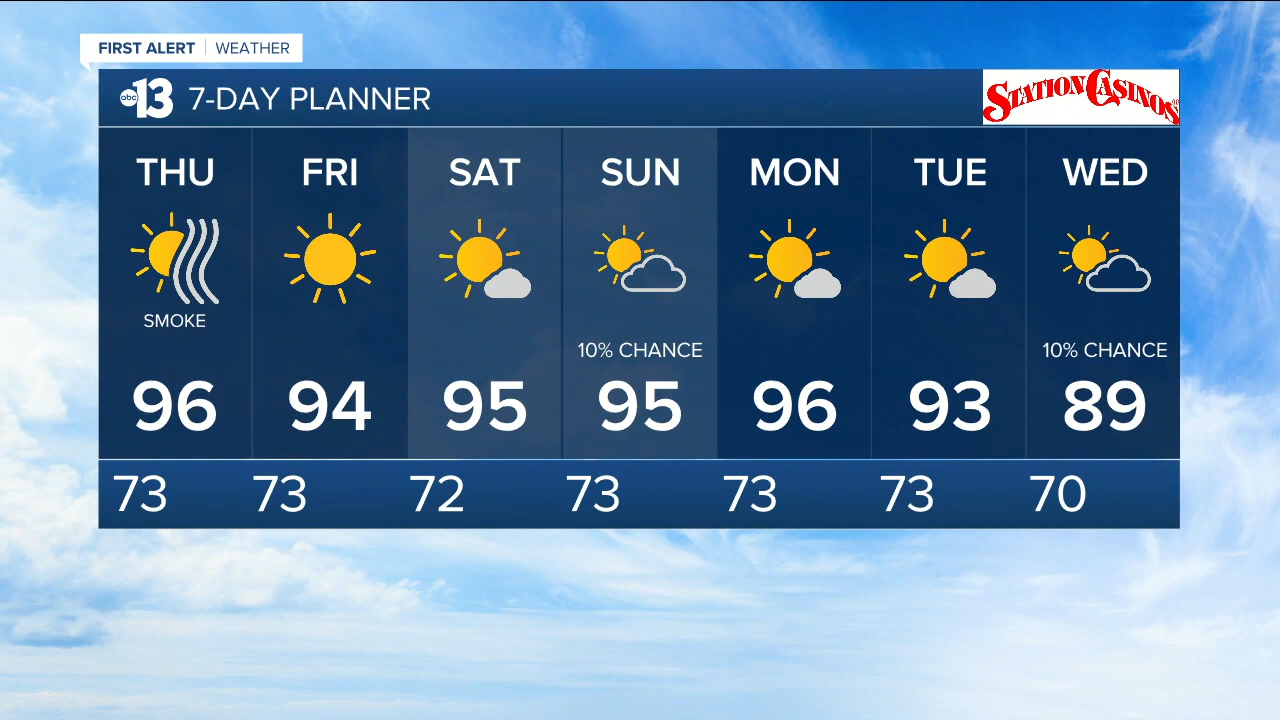 FIRST ALERT | WEATHER
abc 13 7-DAY PLANNER
STATION CASINOS
THU FRI SAT SUN MON TUE WED
SMOKE
10% CHANCE 10% CHANCE
96 94 95 95 96 93 89
73 73 72 73 73 73 70